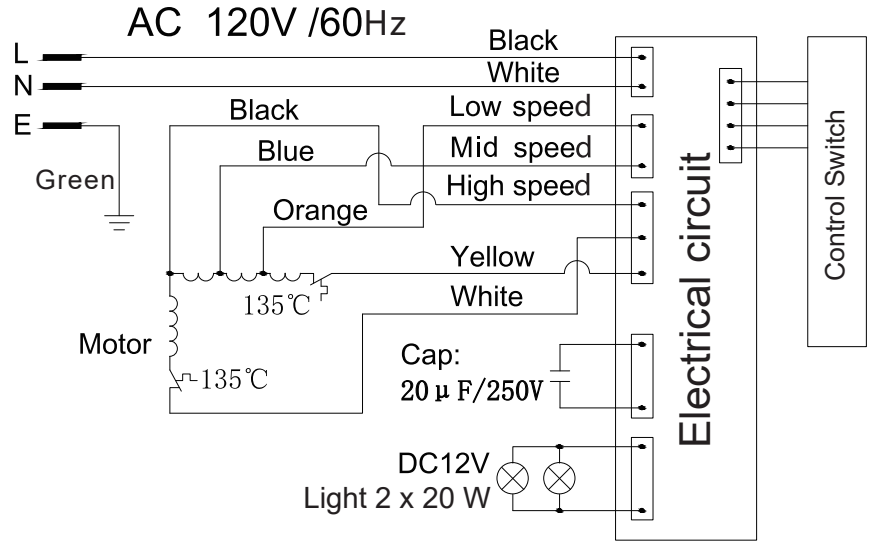 AC 120V /60Hz
L
Black
N
White
E
Black
Low speed
Blue
Mid speed
Green
High speed
Orange
Yellow
135℃
White
Motor
135℃
Cap:
20 μ F/250V
DC12V
Light 2 x 20 W
Electrical circuit
Control Switch